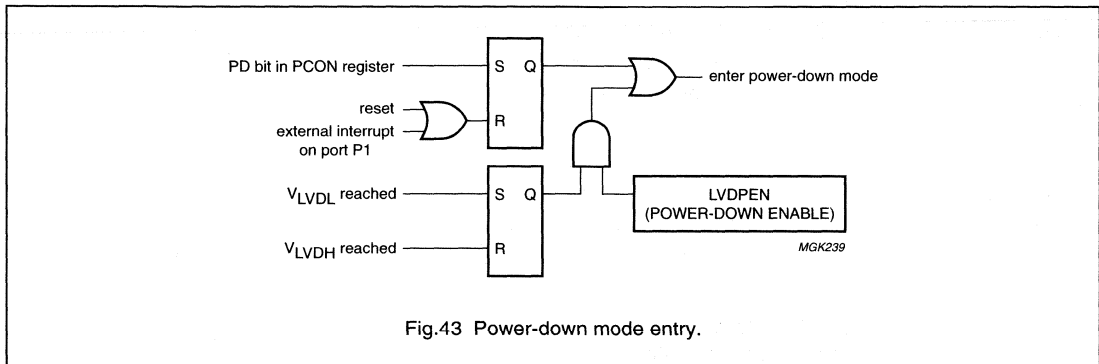 PD bit in PCON register
S Q
enter power-down mode
reset
R
external interrupt
on port P1
VLVDL reached
S Q
LVDPEN
(POWER-DOWN ENABLE)
VLVDH reached
R
MGK239
Fig.43 Power-down mode entry.